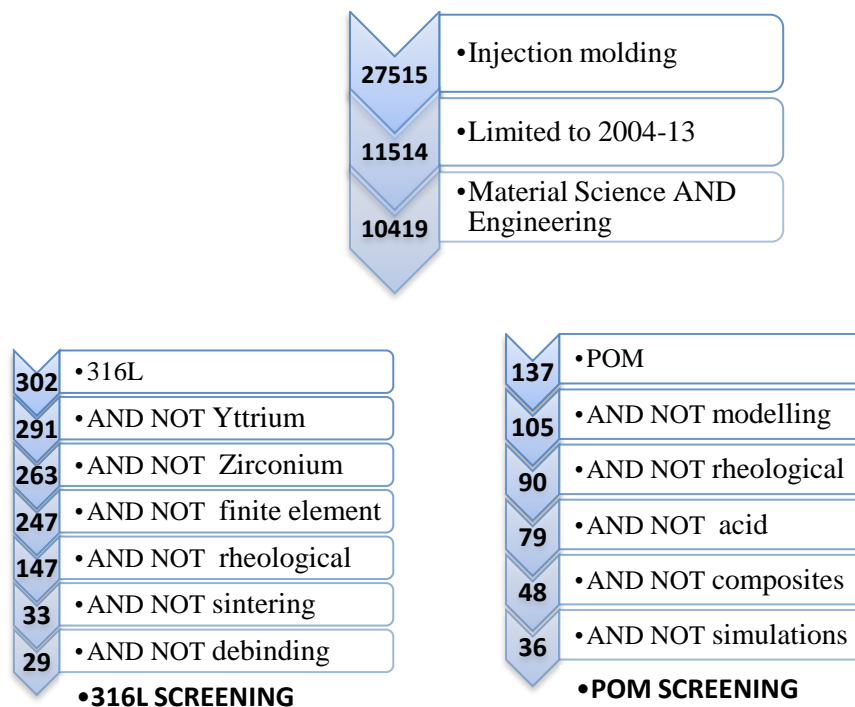 27515 •Injection molding
11514 •Limited to 2004-13
10419 •Material Science AND
Engineering
302 •316L
291 •AND NOT Yttrium
263 •AND NOT Zirconium
247 •AND NOT finite element
147 •AND NOT rheological
33 •AND NOT sintering
29 •AND NOT debinding
•316L SCREENING
137 •POM
105 •AND NOT modelling
90 •AND NOT rheological
79 •AND NOT acid
48 •AND NOT composites
36 •AND NOT simulations
•POM SCREENING